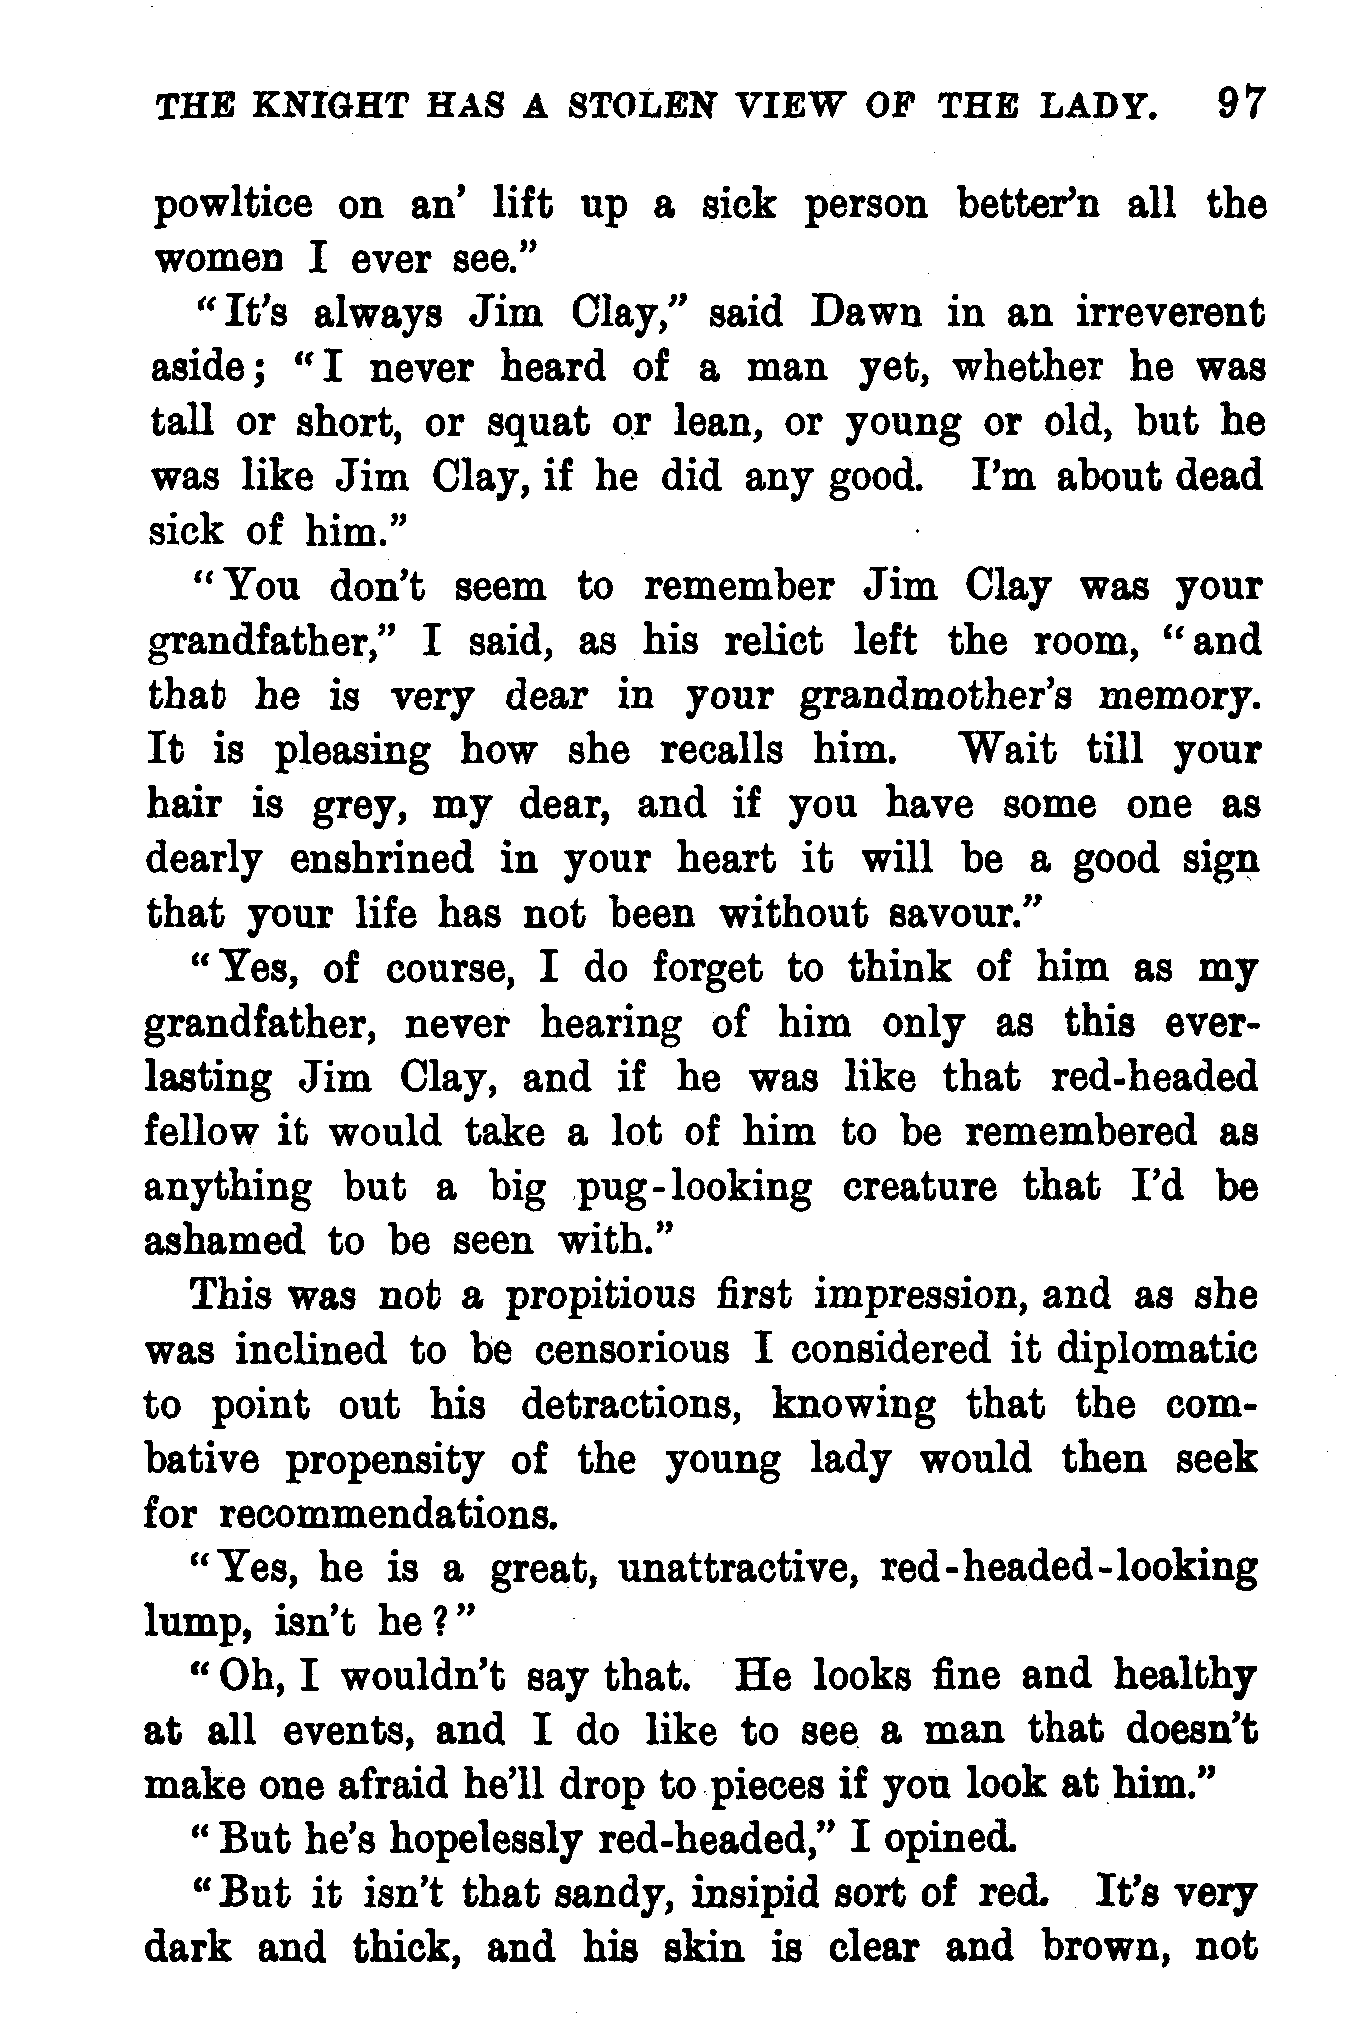 THE KNIGHT HAS A STOLEN VIEW OF THE LADY. 97
powltice on an' lift up a sick person better'n all the
women I ever see."
"It's always Jim Clay," said Dawn in an irreverent
aside; "I never heard of a man yet, whether he was
tall or short, or squat or lean, or young or old, but he
was like Jim Clay, if he did any good. I'm about dead
sick of him."
"You don't seem to remember Jim Clay was your
grandfather," I said, as his relict left the room, "and
that he is very dear in your grandmother's memory.
It is pleasing how she recalls him. Wait till your
hair is grey, my dear, and if you have some one as
dearly enshrined in your heart it will be a good sign
that your life has not been without savour."
"Yes, of course, I do forget to think of him as my
grandfather, never hearing of him only as this ever-
lasting Jim Clay, and if he was like that red-headed
fellow it would take a lot of him to be remembered as
anything but a big pug-looking creature that I'd be
ashamed to be seen with."
This was not a propitious first impression, and as she
was inclined to be censorious I considered it diplomatic
to point out his detractions, knowing that the com-
bative propensity of the young lady would then seek
for recommendations.
"Yes, he is a great, unattractive, red-headed-looking
lump, isn't he?"
"Oh, I wouldn't say that. He looks fine and healthy
at all events, and I do like to see a man that doesn't
make one afraid he'll drop to pieces if you look at him."
"But he's hopelessly red-headed," I opined.
"But it isn't that sandy, insipid sort of red. It's very
dark and thick, and his skin is clear and brown, not